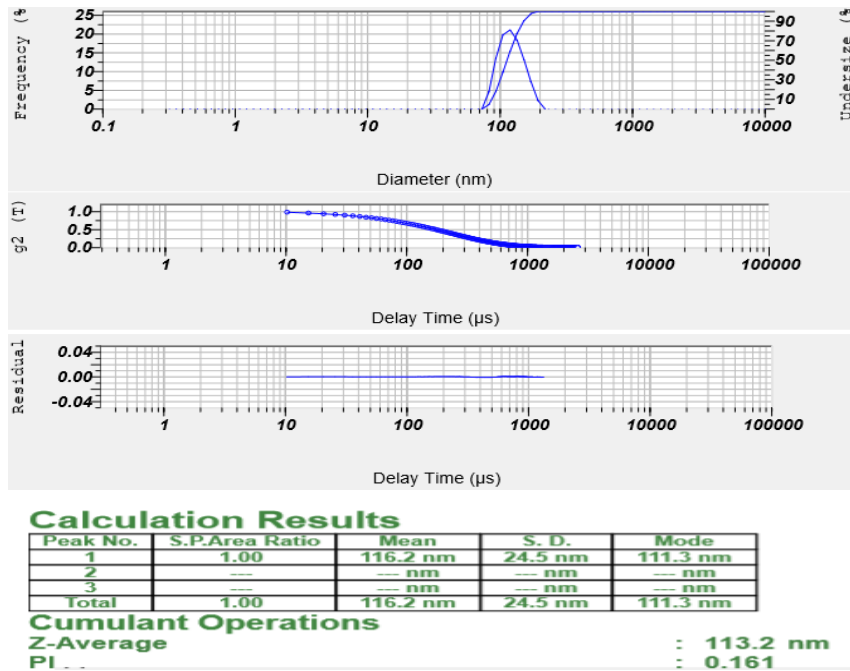 Frequency (%
25
20
15
10
5
0
90
70
50
30
10
Undersize (%
0.1 1 10 100 1000 10000
Diameter (nm)
g2 (T)
1.0
0.5
0.0
1 10 100 1000 10000 100000
Delay Time (µs)
Residual
0.04
0.00
-0.04
1 10 100 1000 10000 100000
Delay Time (µs)
Calculation Results
Peak No. S.P.Area Ratio Mean S. D. Mode
1 1.00 116.2 nm 24.5 nm 111.3 nm
2 --- --- nm --- nm --- nm
3 --- --- nm --- nm --- nm
Total 1.00 116.2 nm 24.5 nm 111.3 nm
Cumulant Operations
Z-Average : 113.2 nm
PI . . : 0.161